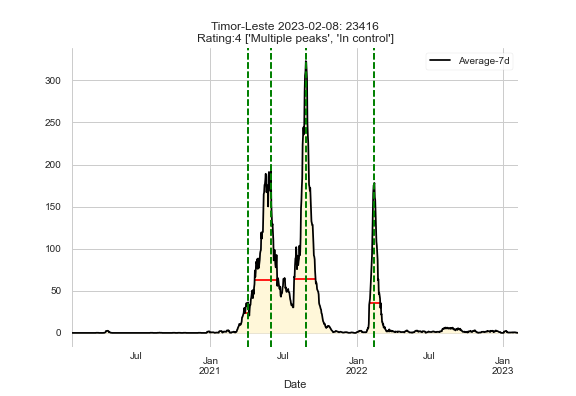 Timor-Leste 2023-02-08: 23416
Rating:4 ['Multiple peaks', 'In control']
Average-7d
300
250
200
150
100
50
0
Jul
Jan
2021
Jul
Jan
2022
Jul
Jan
2023
Date